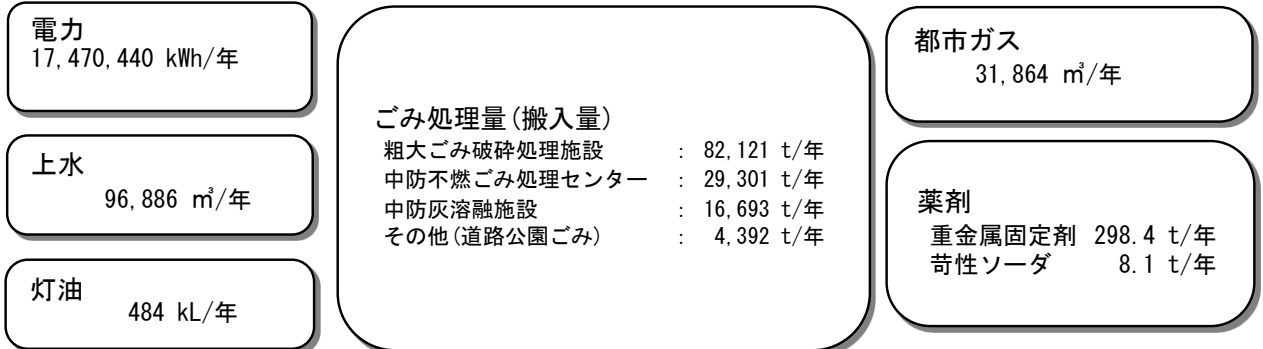 電力
17,470,440 kWh/年
上水
96,886 ㎥/年
灯油
484 kL/年
ごみ処理量(搬入量)
粗大ごみ破砕処理施設 : 82,121 t/年
中防不燃ごみ処理センター : 29,301 t/年
中防灰溶融施設 : 16,693 t/年
その他(道路公園ごみ) : 4,392 t/年
都市ガス
31,864 ㎥/年
薬剤
重金属固定剤 298.4 t/年
苛性ソーダ 8.1 t/年